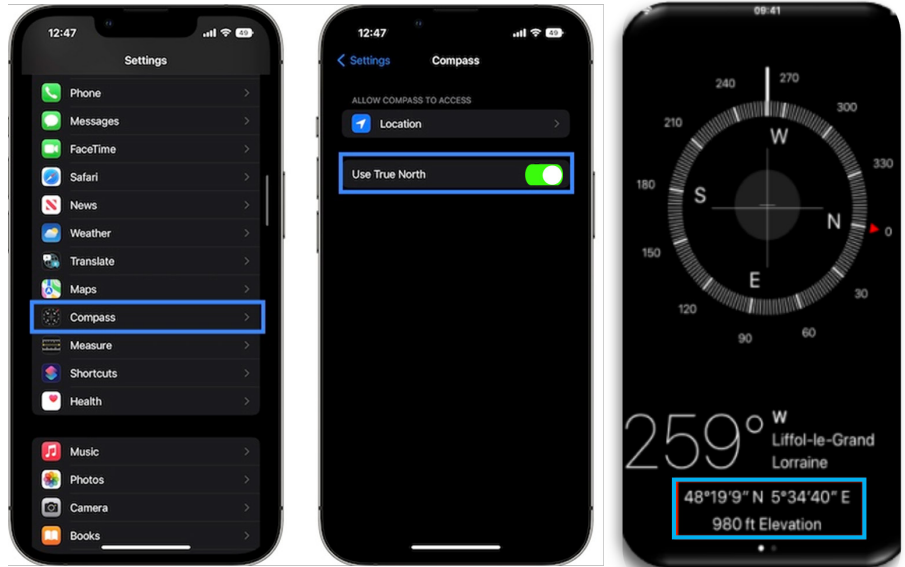 12:47
49
Settings
Phone
Messages
FaceTime
Safari
News
Weather
Translate
Maps
Compass
Measure
Shortcuts
Health
Music
Photos
Camera
Books
12:47
49
Settings
Compass
ALLOW COMPASS TO ACCESS
Location
Use True North
09:41
240
270
210
300
W
330
180
S
N
0
150
E
30
120
60
90
259° W
Liffol-le-Grand
Lorraine
48°19'9" N 5°34'40" E
980 ft Elevation